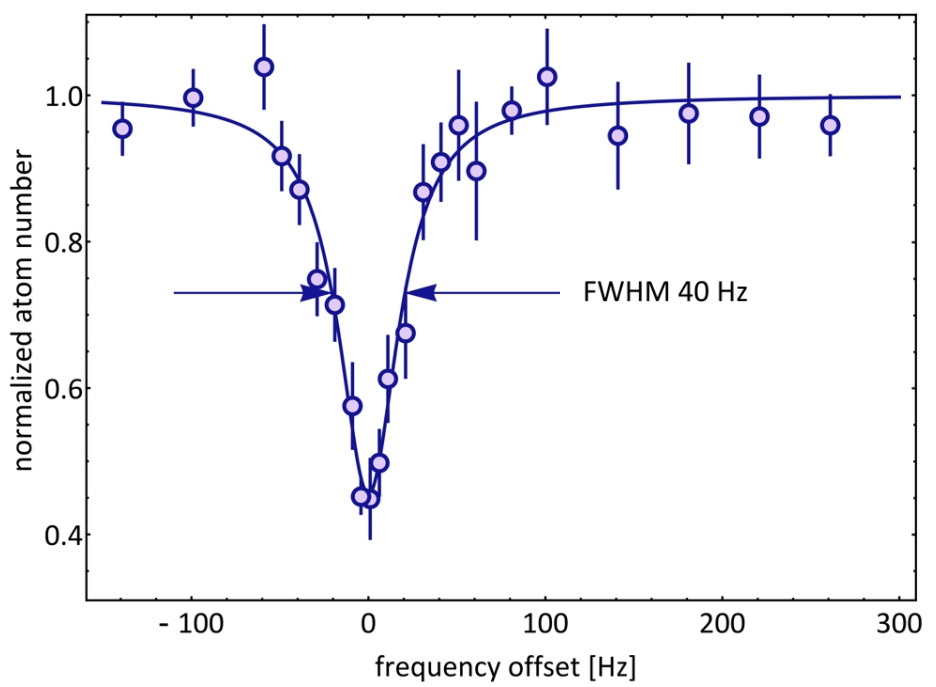 1.0
0.8
0.6
0.4
normalized atom number
FWHM 40 Hz
- 100 0 100 200 300
frequency offset [Hz]